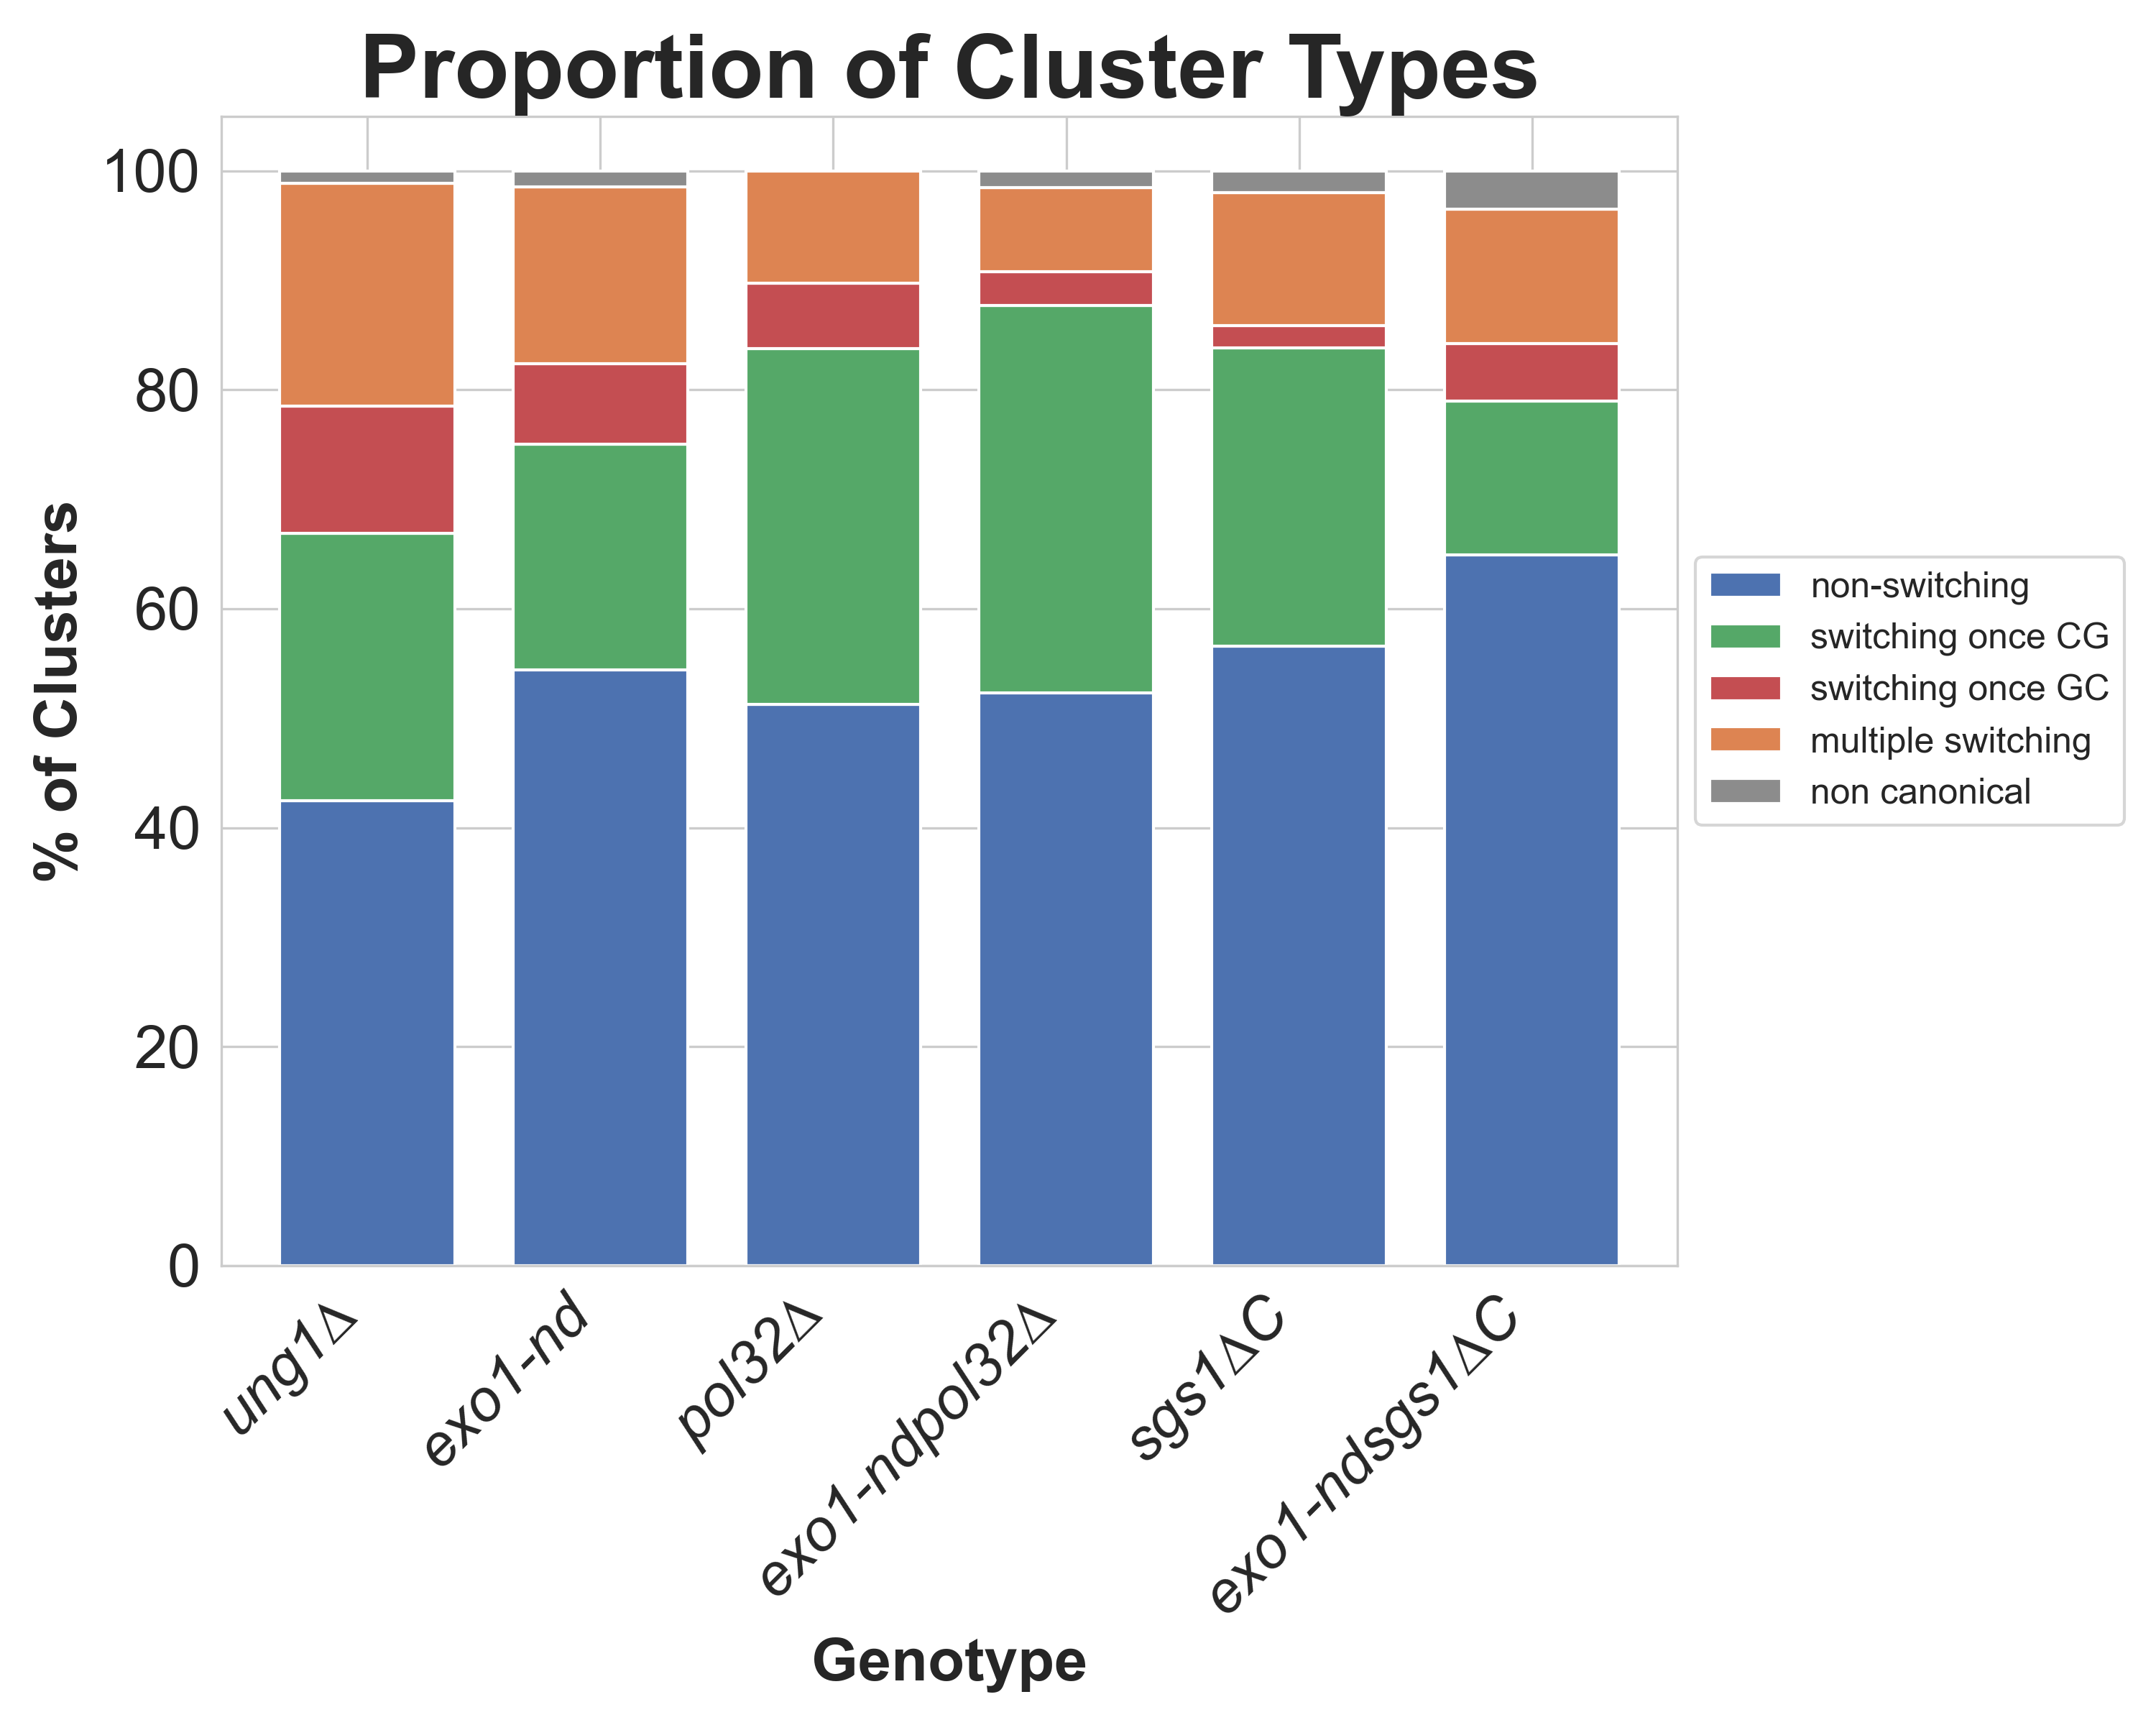 Proportion of Cluster Types
100
80
60
40
20
0
% of Clusters
ung1Δ
exo1-nd
pol32Δ
exo1-ndpol32Δ
sgs1ΔC
exo1-ndsgs1ΔC
Genotype
non-switching
switching once CG
switching once GC
multiple switching
non canonical